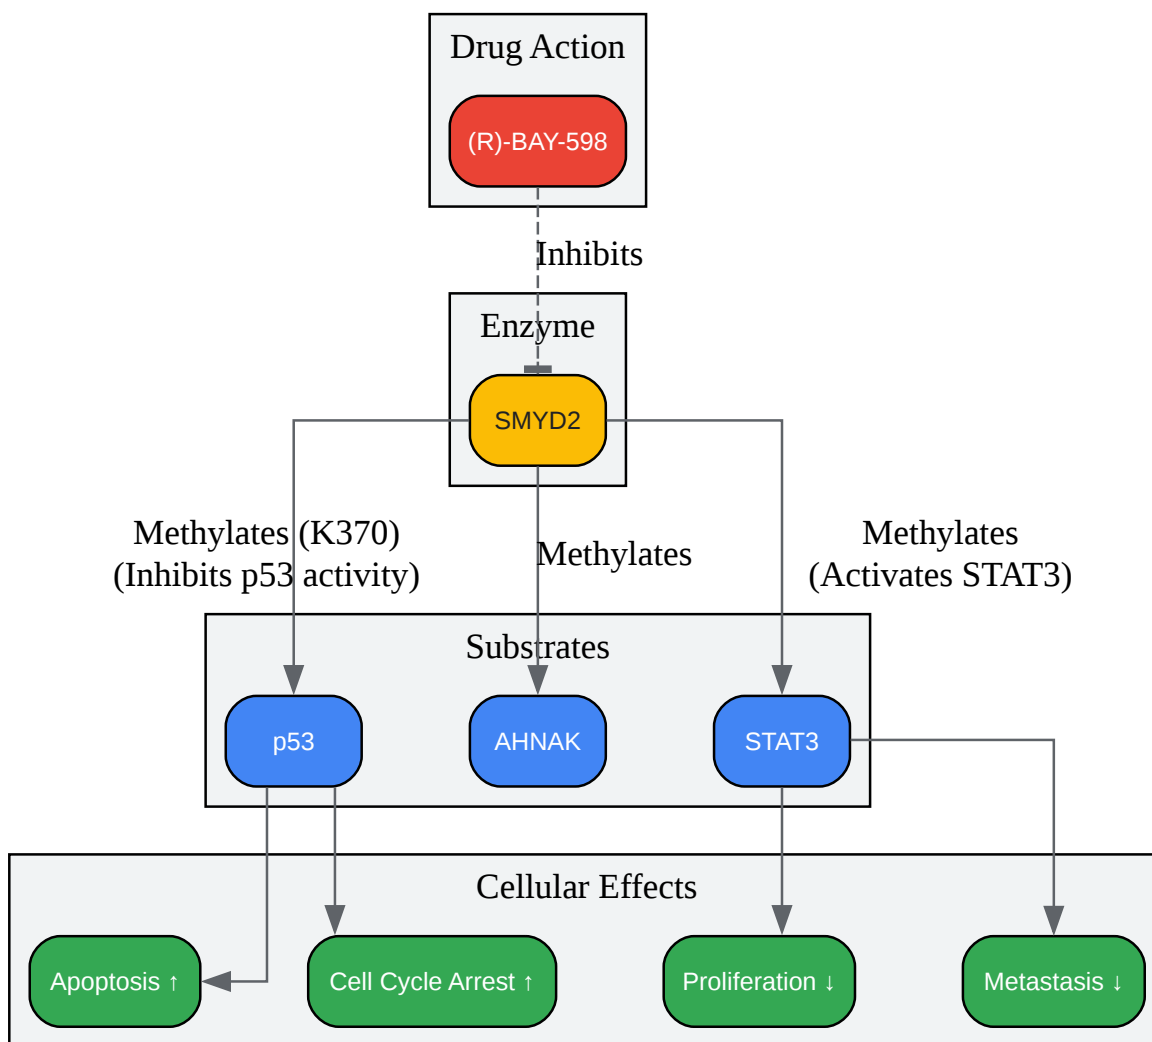 Drug Action
(R)-BAY-598
Inhibits
Enzyme
SMYD2
Methylates (K370)
(Inhibits p53 activity)
Methylates
Methylates
(Activates STAT3)
Substrates
p53
AHNAK
STAT3
Cellular Effects
Apoptosis ↑
Cell Cycle Arrest ↑
Proliferation ↓
Metastasis ↓